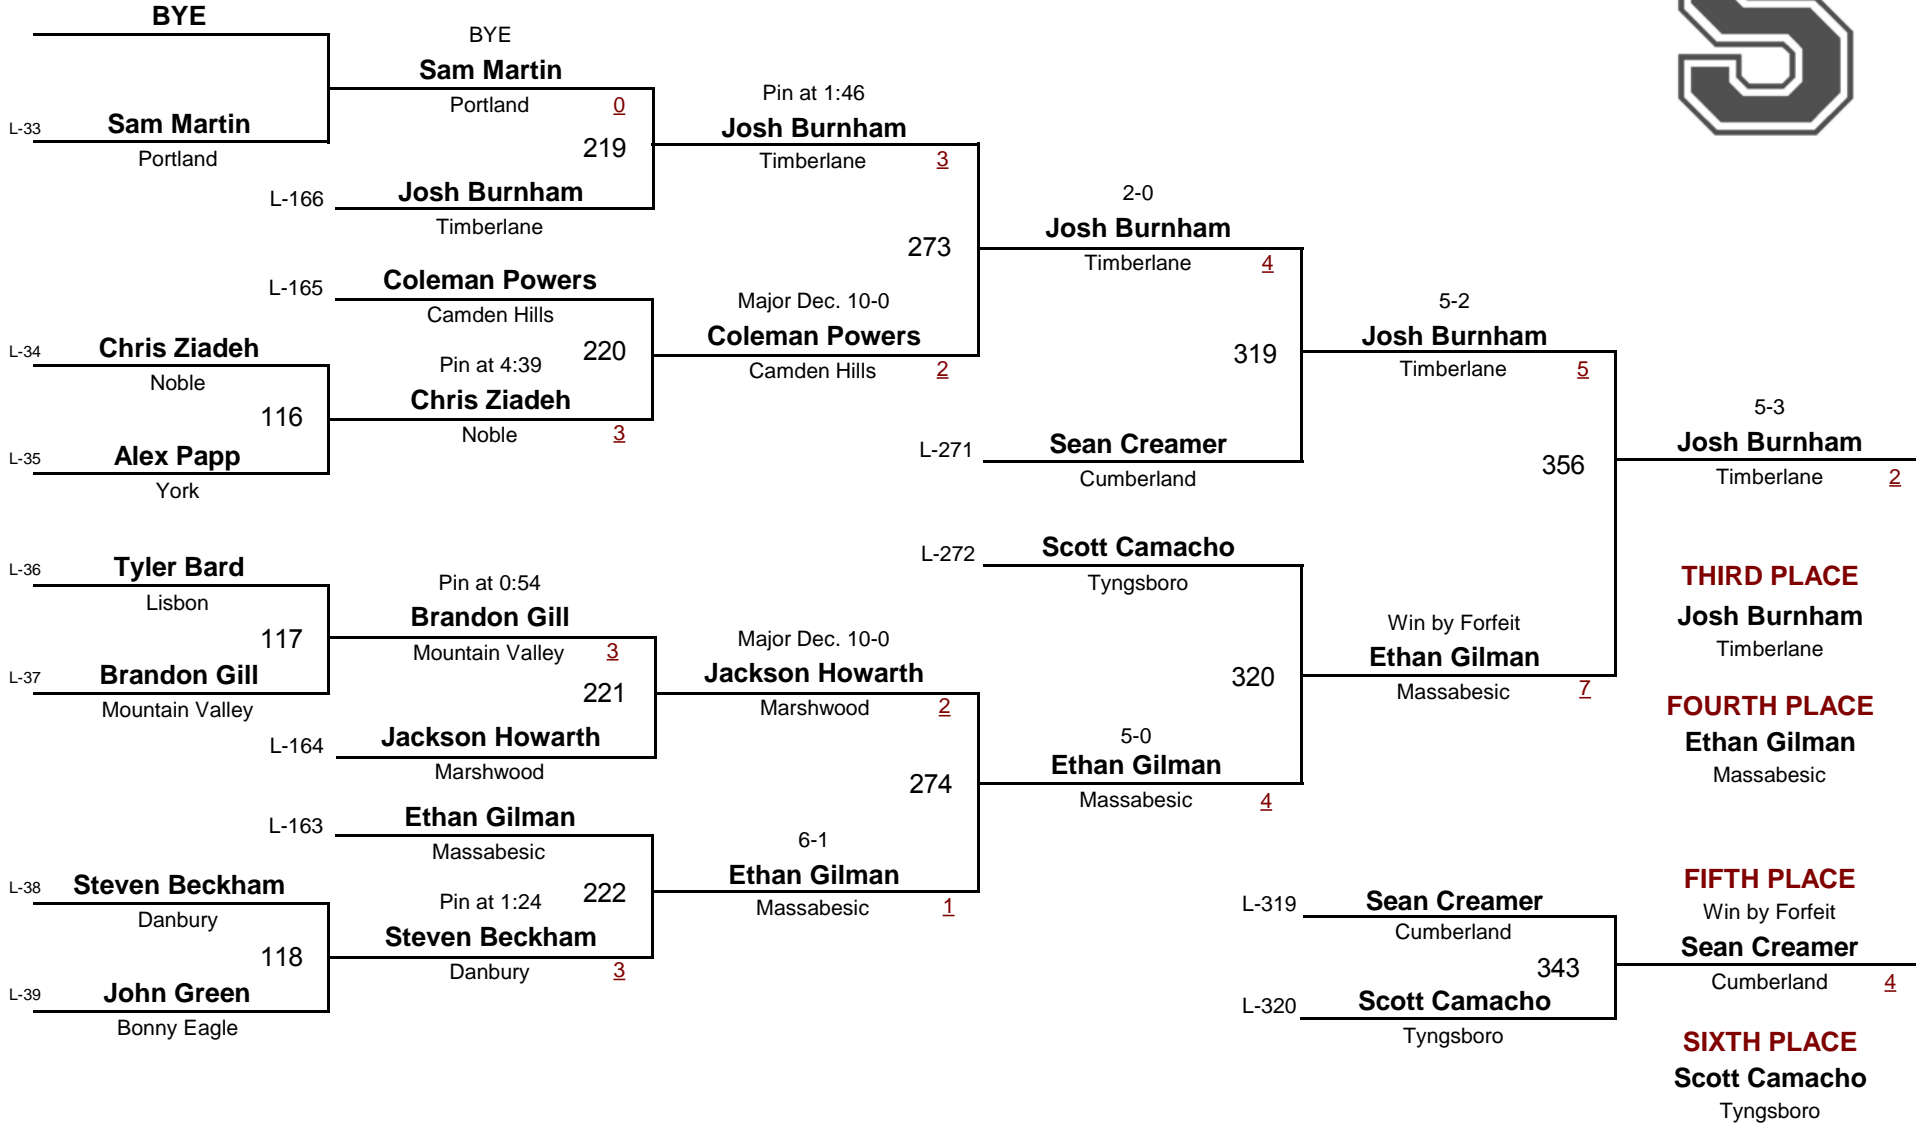 BYE
L-33
Sam Martin
Portland
BYE
Sam Martin
Portland
0
219
L-166
Josh Burnham
Timberlane
Pin at 1:46
Josh Burnham
Timberlane
3
L-165
Coleman Powers
Camden Hills
220
L-34
Chris Ziadeh
Noble
116
L-35
Alex Papp
York
Pin at 4:39
Chris Ziadeh
Noble
3
Major Dec. 10-0
Coleman Powers
Camden Hills
2
273
2-0
Josh Burnham
Timberlane
4
319
L-271
Sean Creamer
Cumberland
5-2
Josh Burnham
Timberlane
5
356
5-3
Josh Burnham
Timberlane
2
L-36
Tyler Bard
Lisbon
117
L-37
Brandon Gill
Mountain Valley
Pin at 0:54
Brandon Gill
Mountain Valley
3
221
L-164
Jackson Howarth
Marshwood
Major Dec. 10-0
Jackson Howarth
Marshwood
2
274
L-163
Ethan Gilman
Massabesic
222
L-38
Steven Beckham
Danbury
118
L-39
John Green
Bonny Eagle
Pin at 1:24
Steven Beckham
Danbury
3
6-1
Ethan Gilman
Massabesic
1
L-272
Scott Camacho
Tyngsboro
320
5-0
Ethan Gilman
Massabesic
4
Win by Forfeit
Ethan Gilman
Massabesic
7
THIRD PLACE
Josh Burnham
Timberlane
FOURTH PLACE
Ethan Gilman
Massabesic
L-319
Sean Creamer
Cumberland
343
L-320
Scott Camacho
Tyngsboro
FIFTH PLACE
Win by Forfeit
Sean Creamer
Cumberland
4
SIXTH PLACE
Scott Camacho
Tyngsboro